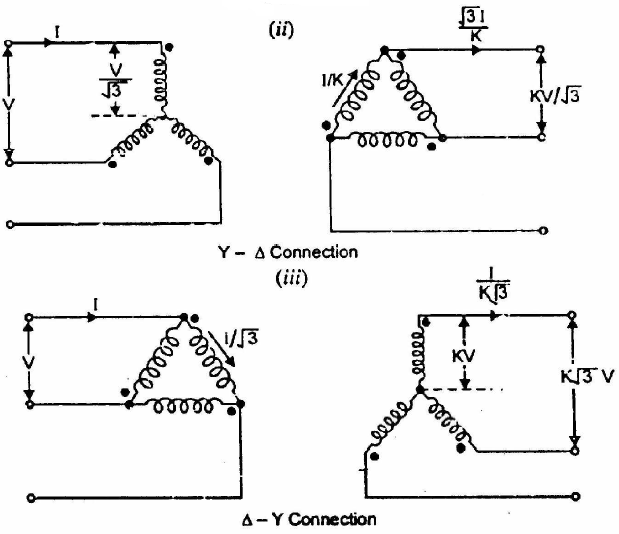 (ii)
I
V/√3
V
I/K
√3 I/K
KV/√3
Y – Δ Connection
(iii)
I
V
i/√3
KV
I/K√3
K√3 V
Δ – Y Connection